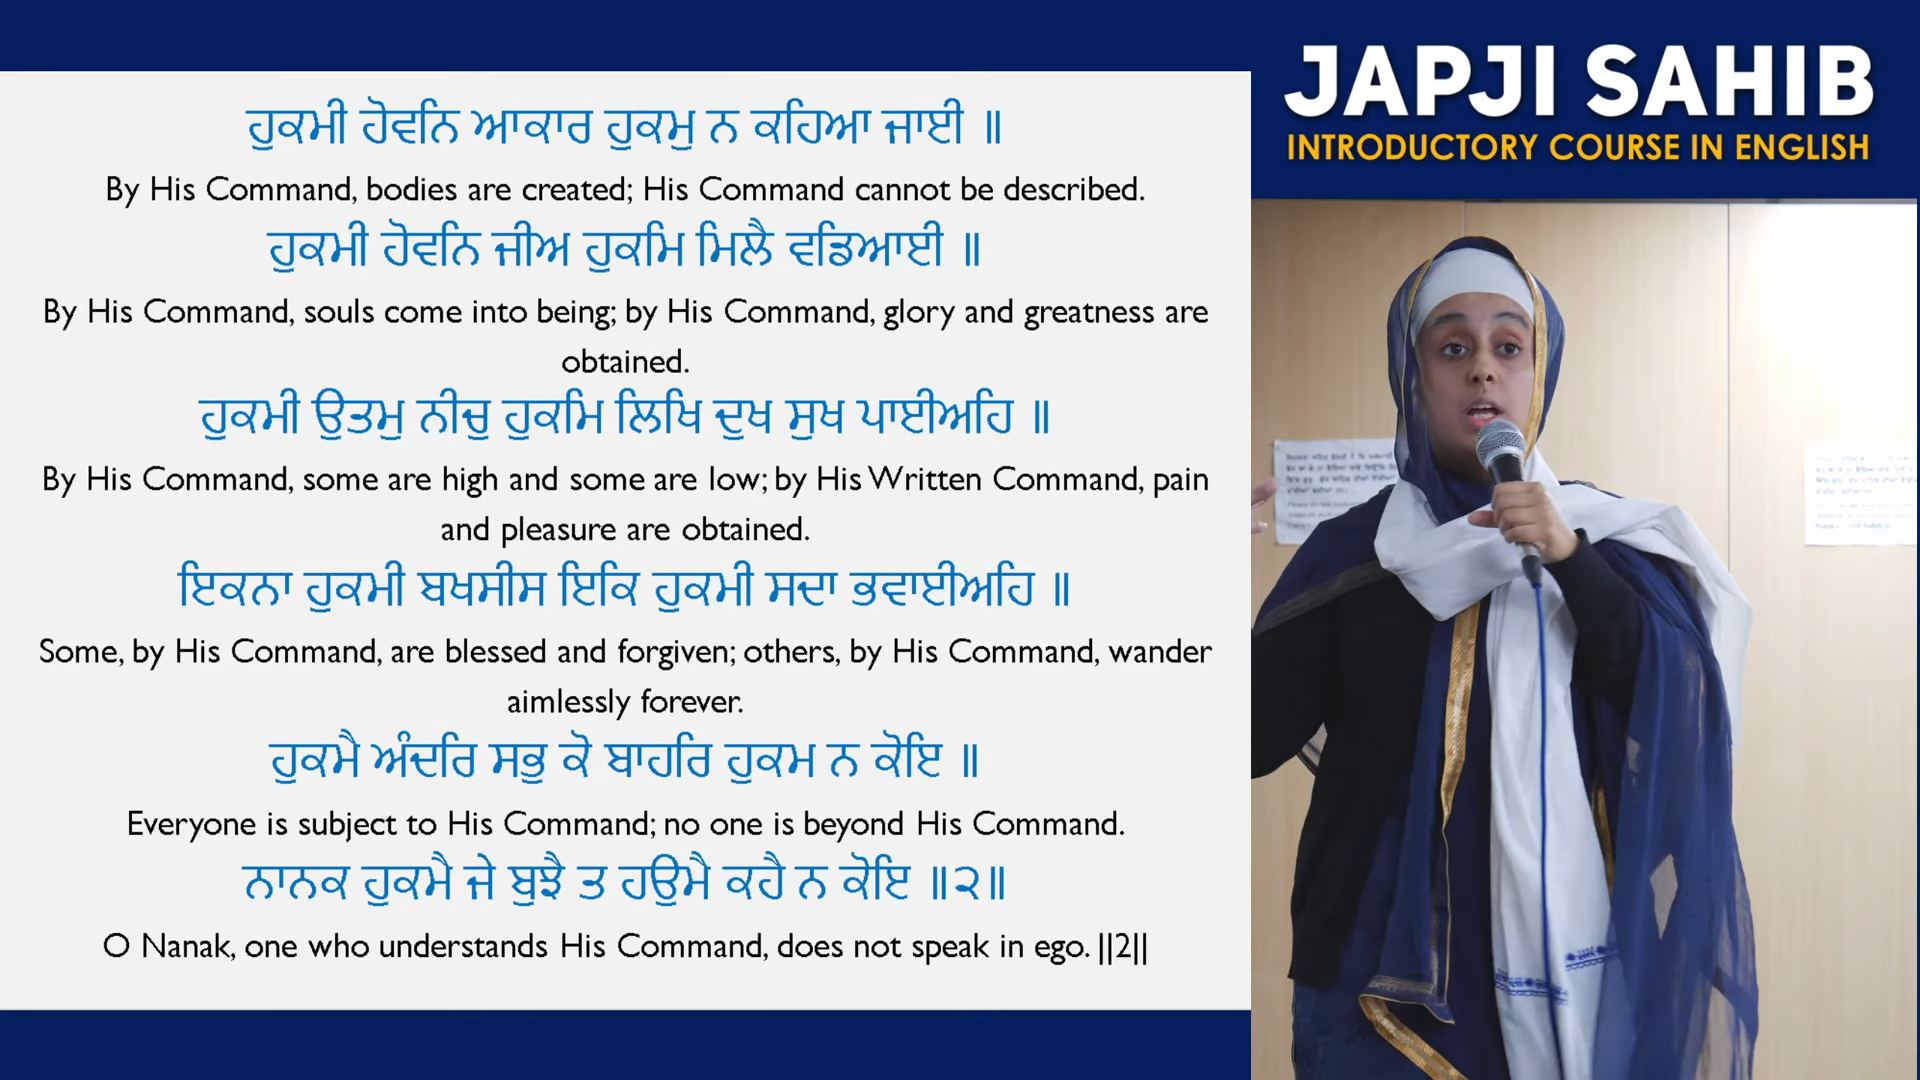 ਹੁਕਮੀ ਹੋਵਨਿ ਆਕਾਰ ਹੁਕਮੁ ਨ ਕਹਿਆ ਜਾਈ ॥
By His Command, bodies are created; His Command cannot be described.
ਹੁਕਮੀ ਹੋਵਨਿ ਜੀਅ ਹੁਕਮਿ ਮਿਲੈ ਵਡਿਆਈ ॥
By His Command, souls come into being; by His Command, glory and greatness are
obtained.
ਹੁਕਮੀ ਉਤਮੁ ਨੀਚੁ ਹੁਕਮਿ ਲਿਖਿ ਦੁਖ ਸੁਖ ਪਾਈਅਹਿ ॥
By His Command, some are high and some are low; by His Written Command, pain
and pleasure are obtained.
ਇਕਨਾ ਹੁਕਮੀ ਬਖਸੀਸ ਇਕਿ ਹੁਕਮੀ ਸਦਾ ਭਵਾਈਅਹਿ ॥
Some, by His Command, are blessed and forgiven; others, by His Command, wander
aimlessly forever.
ਹੁਕਮੈ ਅੰਦਰਿ ਸਭੁ ਕੋ ਬਾਹਰਿ ਹੁਕਮ ਨ ਕੋਇ ॥
Everyone is subject to His Command; no one is beyond His Command.
ਨਾਨਕ ਹੁਕਮੈ ਜੇ ਬੁਝੈ ਤ ਹਉਮੈ ਕਹੈ ਨ ਕੋਇ ॥੨॥
O Nanak, one who understands His Command, does not speak in ego. ||2||
JAPJI SAHIB
INTRODUCTORY COURSE IN ENGLISH